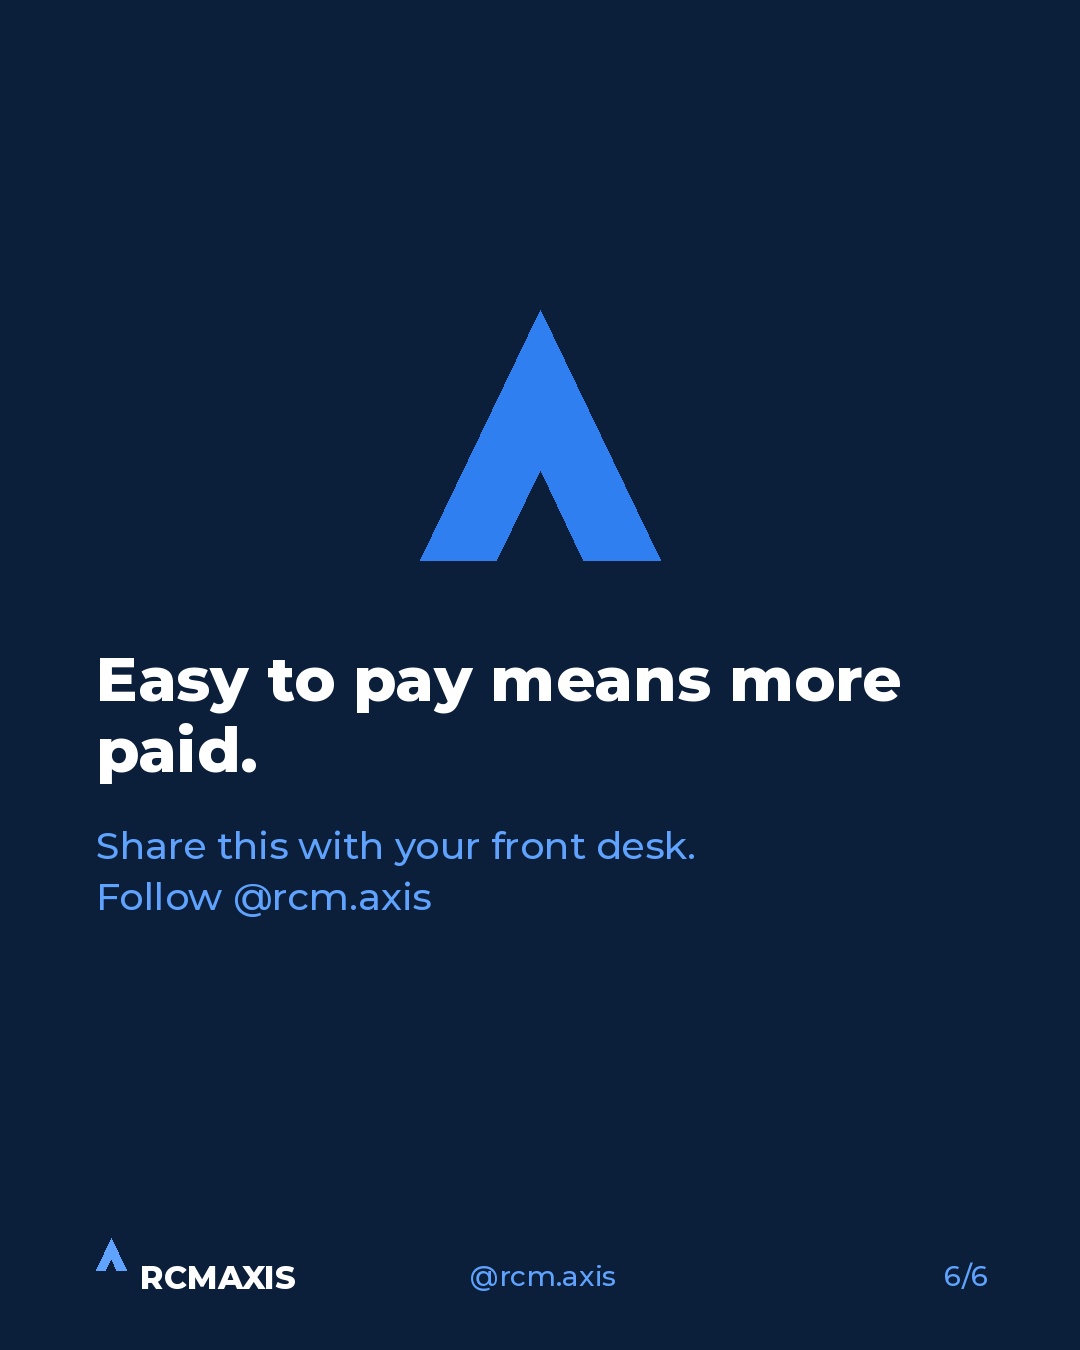 Easy to pay means more
paid.
Share this with your front desk.
Follow @rcm.axis
RCMAXIS
@rcm.axis
6/6